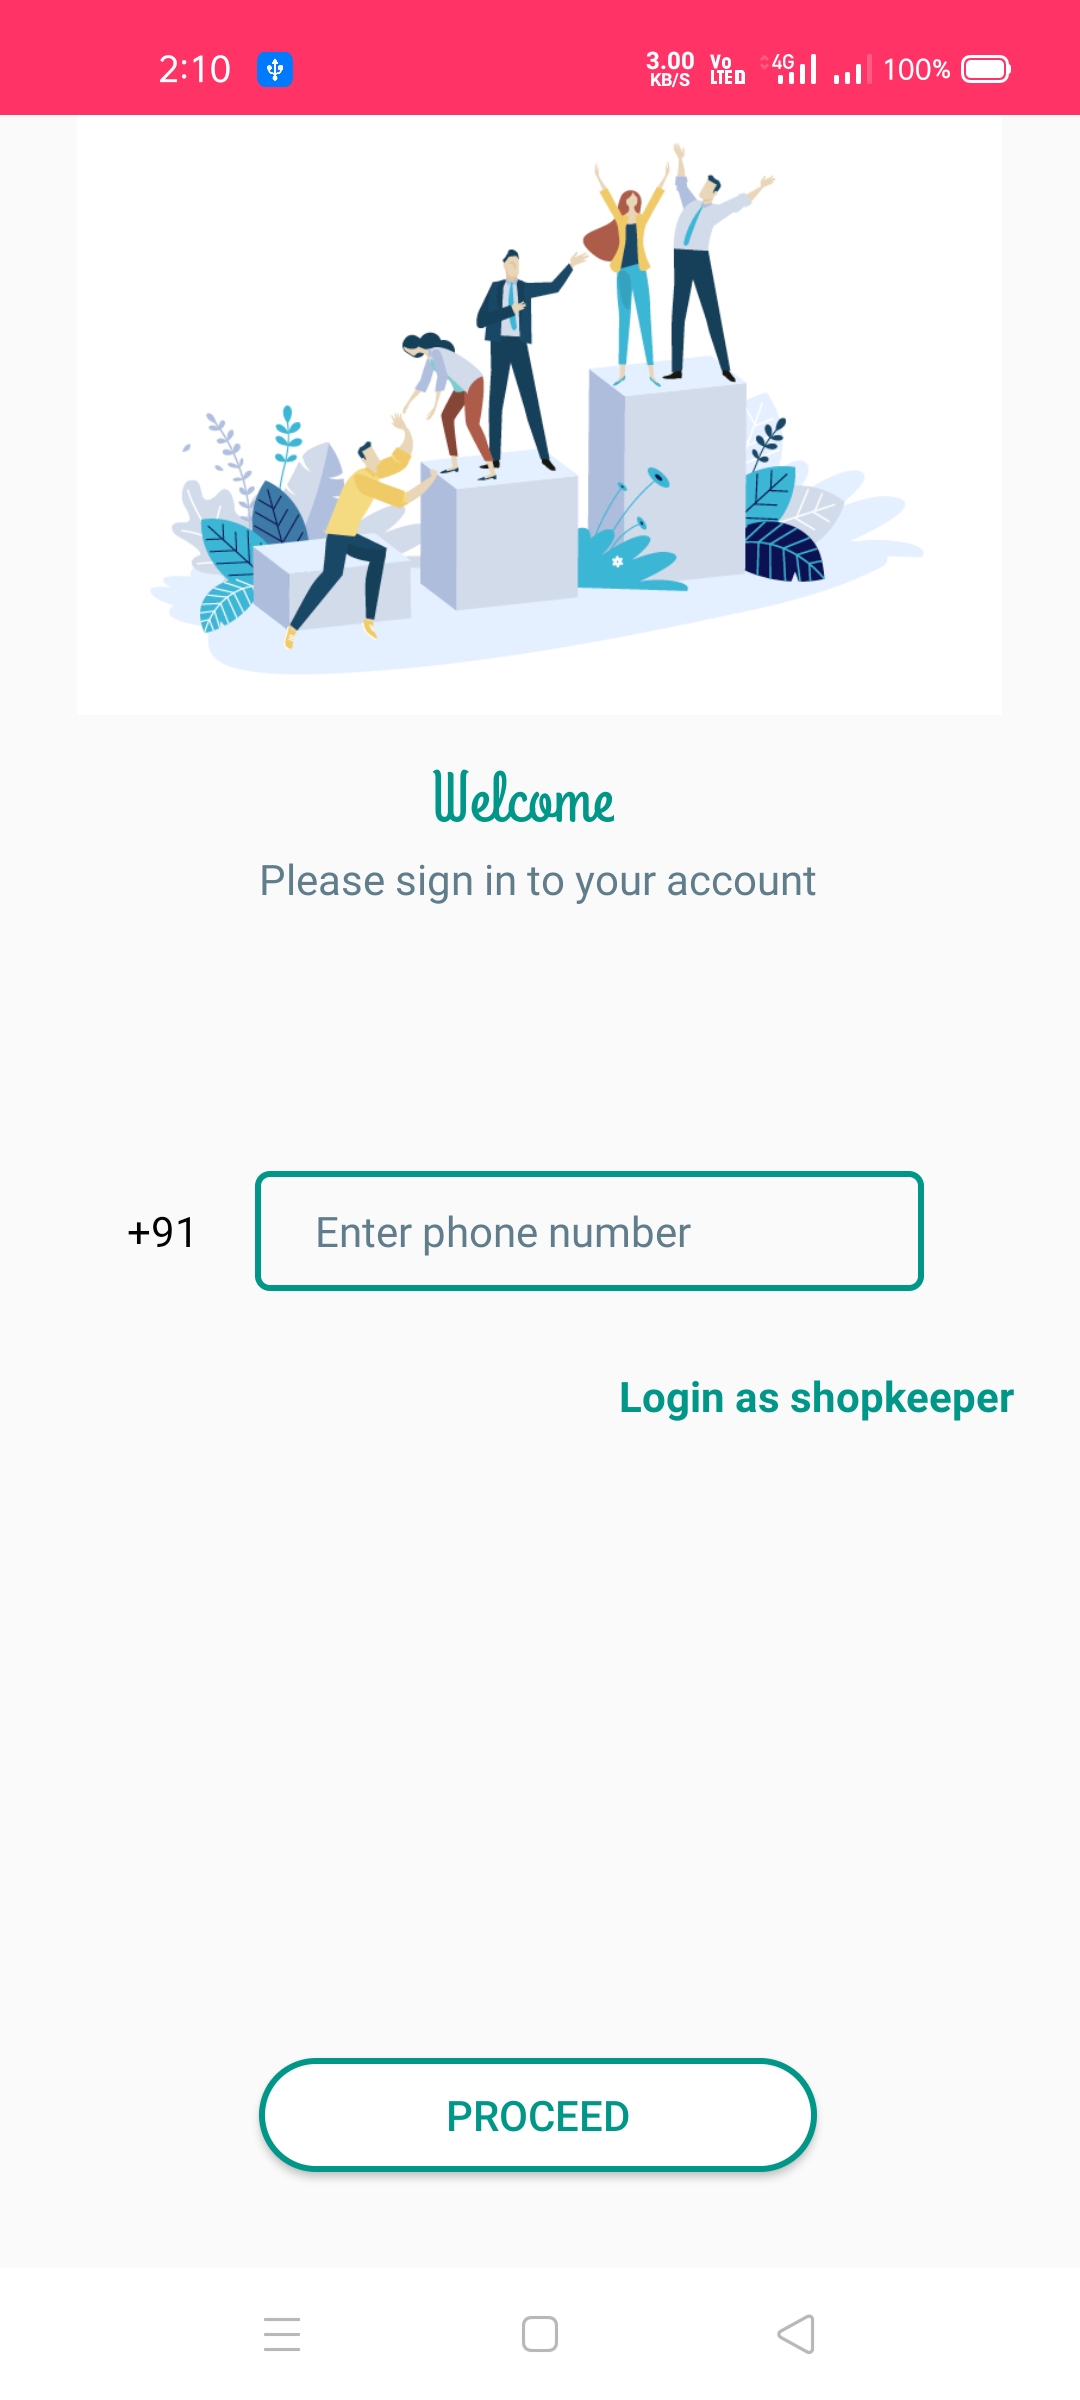 2:10 3.00 KB/S Vo LTE 4G 100%
Welcome
Please sign in to your account
+91 Enter phone number
Login as shopkeeper
PROCEED